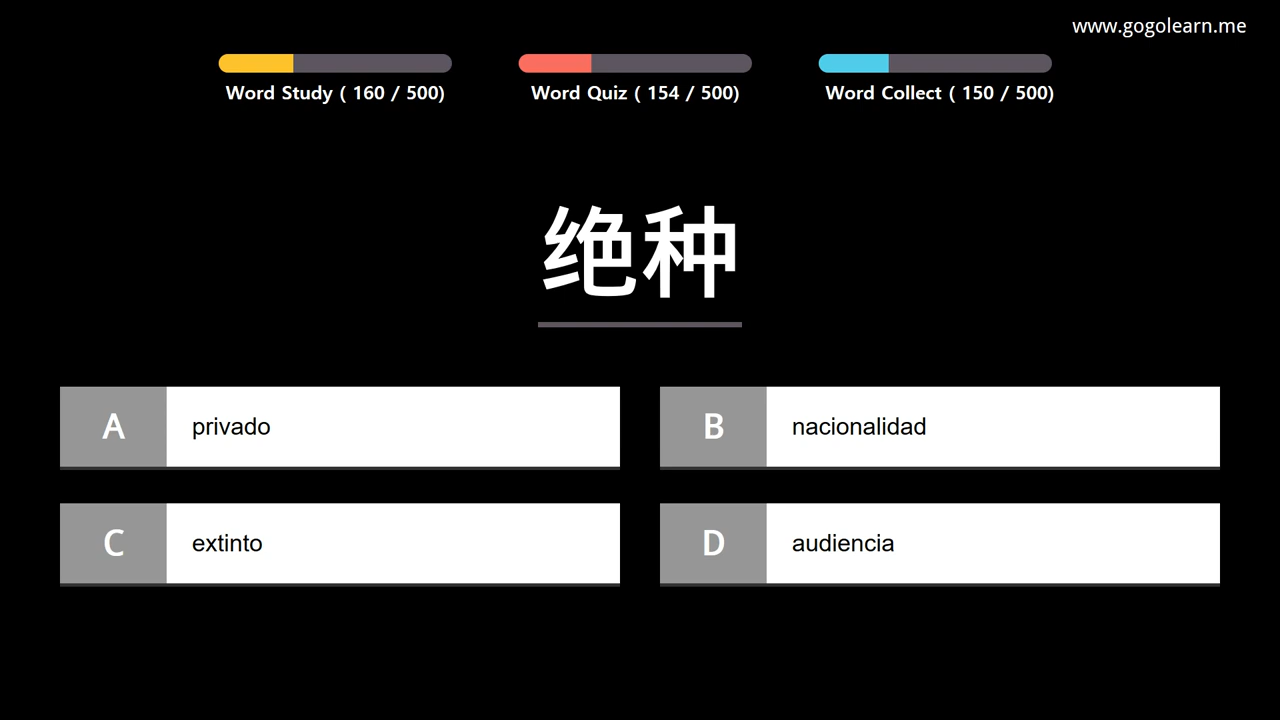 www.gogolearn.me
Word Study ( 160 / 500)
Word Quiz ( 154 / 500)
Word Collect ( 150 / 500)
绝种
A privado
B nacionalidad
C extinto
D audiencia